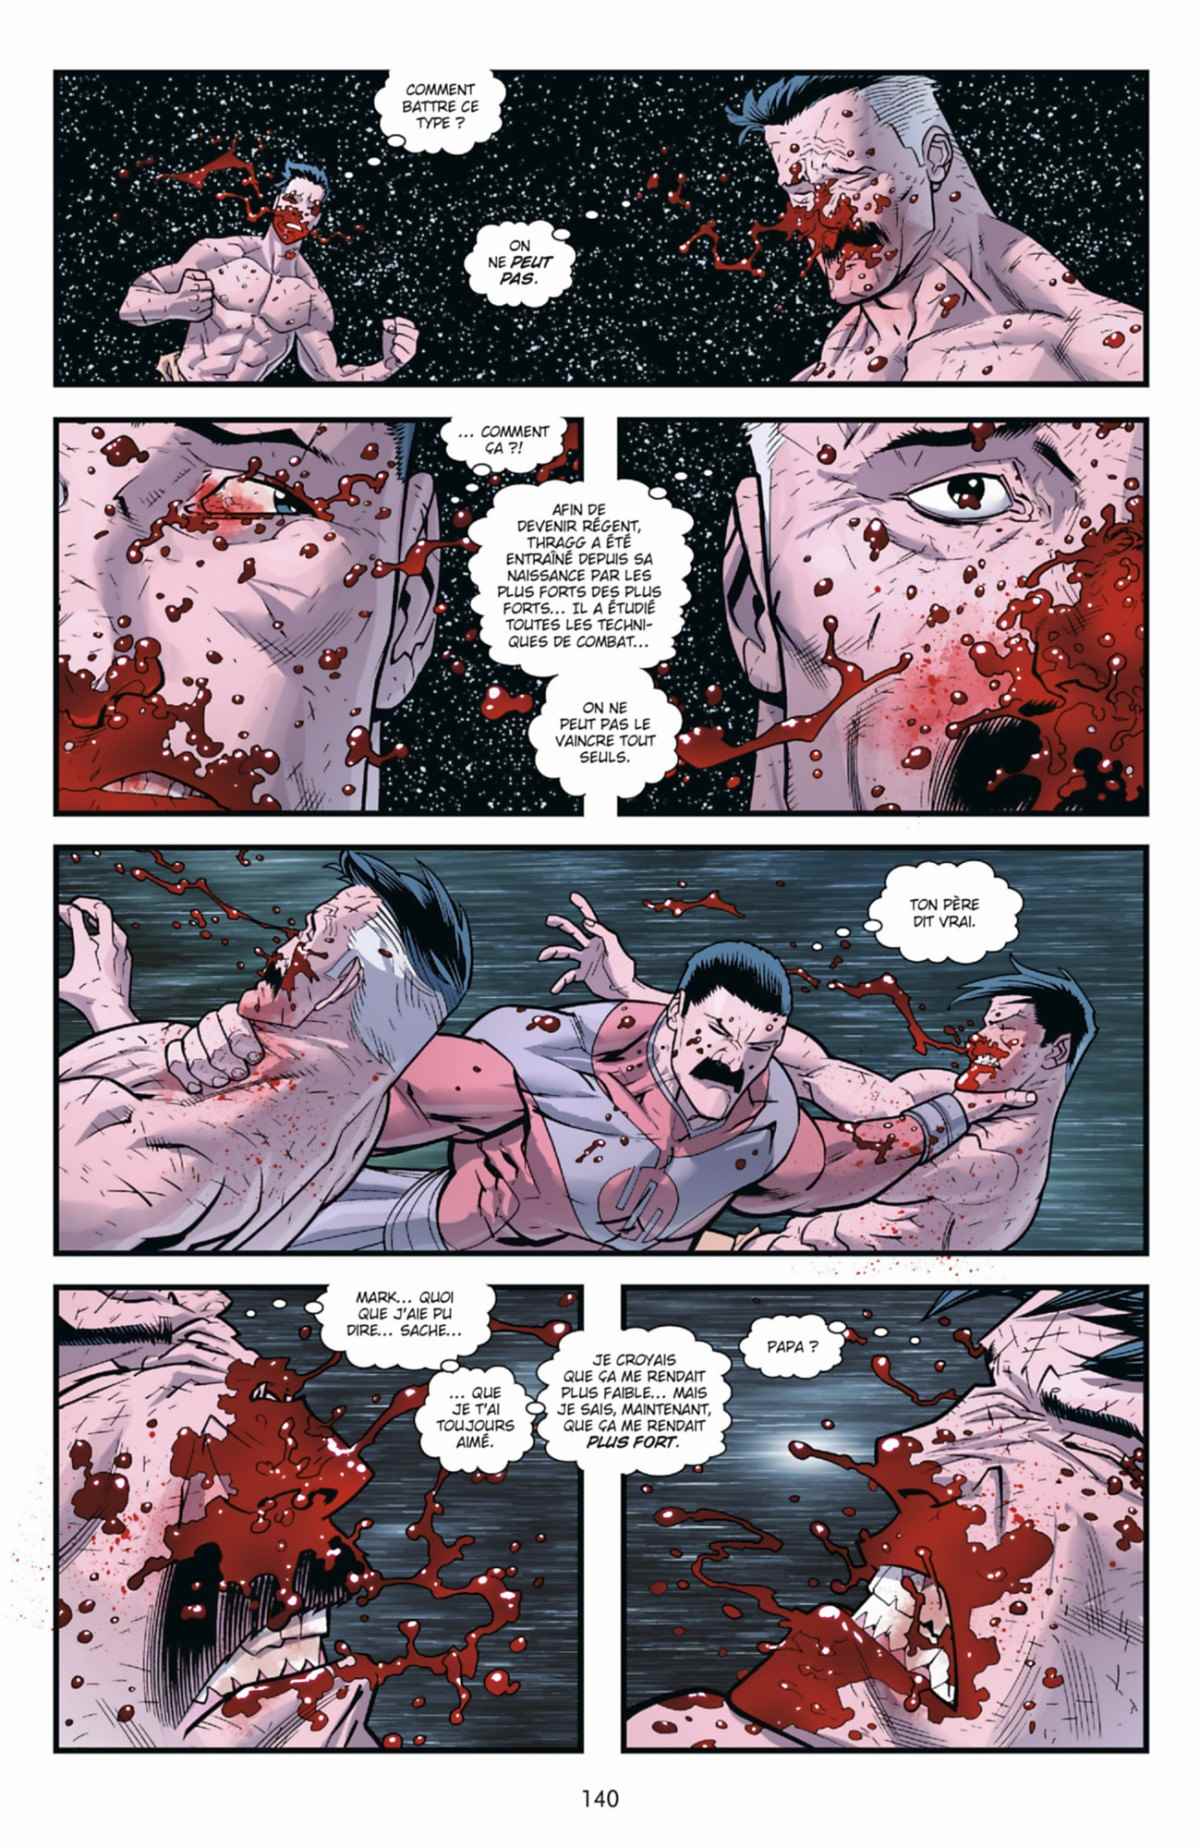 COMMENT
BATTRE CE
TYPE ?
ON
NE PEUT
PAS.
... COMMENT
ÇA ?!
AFIN DE
DEVENIR RÉGENT,
THRAGG A ÉTÉ
ENTRAÎNÉ DEPUIS SA
NAISSANCE PAR LES
PLUS FORTS DES PLUS
FORTS... IL A ÉTUDIÉ
TOUTES LES TECHNI-
QUES DE COMBAT...
ON NE
PEUT PAS LE
VAINCRE TOUT
SEULS.
TON PÈRE
DIT VRAI.
MARK... QUOI
QUE J'AIE PU
DIRE... SACHE...
... QUE
JE T'AI
TOUJOURS
AIMÉ.
JE CROYAIS
QUE ÇA ME RENDAIT
PLUS FAIBLE... MAIS
JE SAIS, MAINTENANT,
QUE ÇA ME RENDAIT
PLUS FORT.
PAPA ?
140